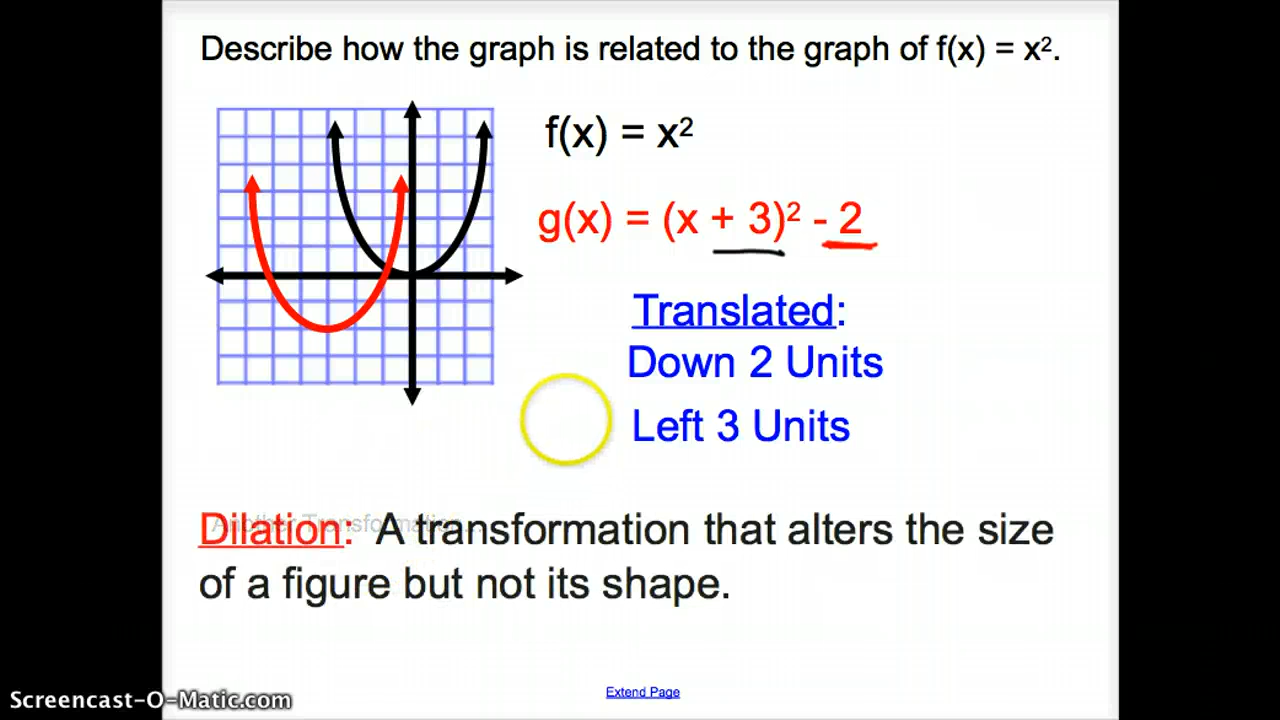 Describe how the graph is related to the graph of f(x) = x².
f(x) = x²
g(x) = (x + 3)² - 2
Translated:
Down 2 Units
Left 3 Units
Another Transformation...
Dilation: A transformation that alters the size
of a figure but not its shape.
Extend Page
Screencast-O-Matic.com